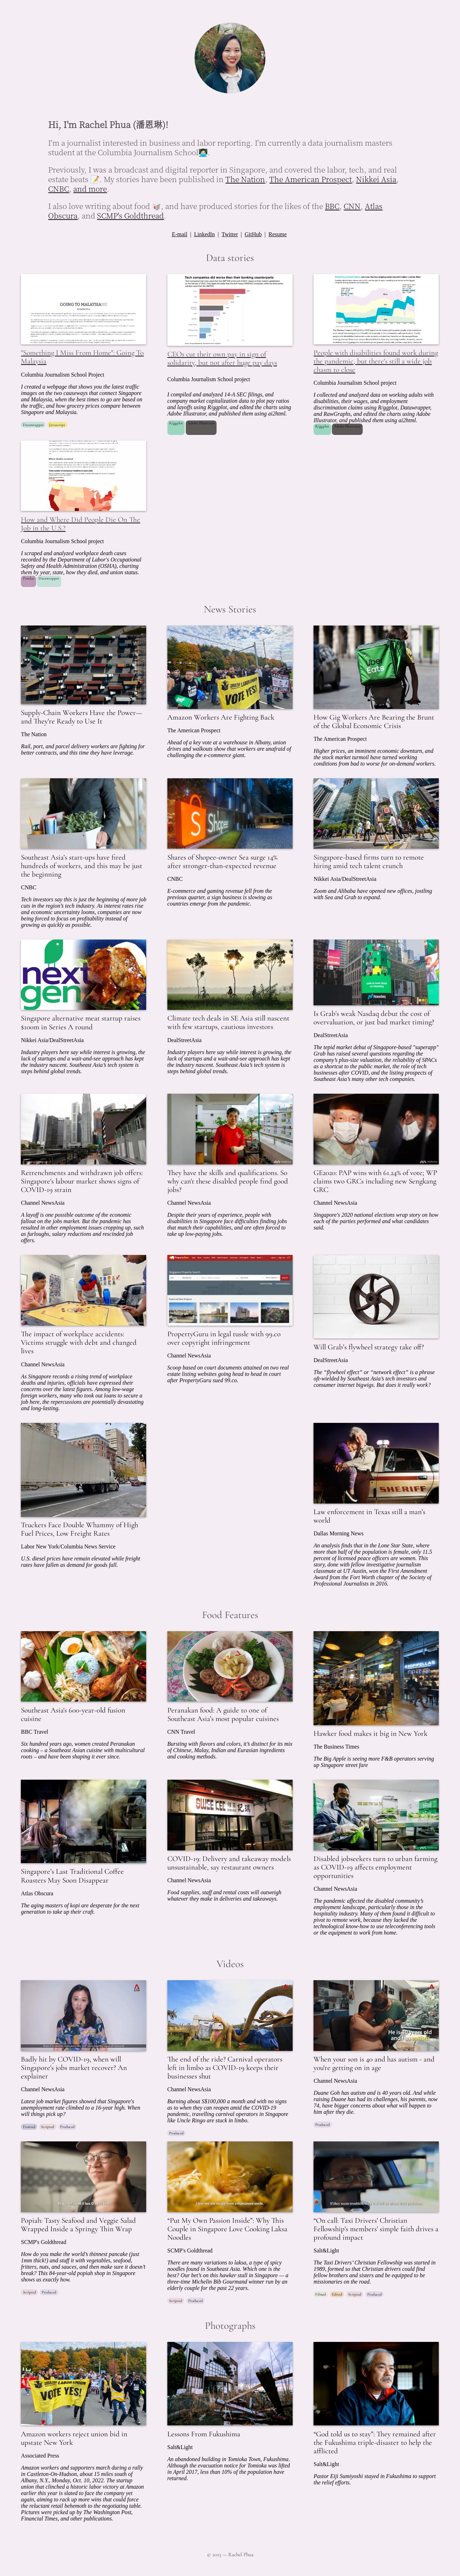 Hi, I'm Rachel Phua (潘恩琳)!
I'm a journalist interested in business and labor reporting. I'm currently a data journalism masters
student at the Columbia Journalism School
Previously, I was a broadcast and digital reporter in Singapore, and covered the labor, tech, and real
estate beats 📝. My stories have been published in The Nation, The American Prospect, Nikkei Asia,
CNBC, and more.
I also love writing about food 🥡, and have produced stories for the likes of the BBC, CNN, Atlas
Obscura, and SCMP's Goldthread.
E-mail | LinkedIn | Twitter | GitHub | Resume
Data stories
GOING TO MALAYSIA
"Something I Miss From Home": Going To
Malaysia
Columbia Journalism School Project
I created a webpage that includes data on the real-time traffic
images on the two causeways that connect Singapore
and Malaysia, when the best times to go are based on
the traffic, and how grocery prices compare between
Singapore and Malaysia.
Datawrapper Javascript
Tech companies did worse than their banking counterparts
CEOs cut their own pay in sign of
solidarity, but not after huge pay days
Columbia Journalism School project
I compiled and analyzed 14-A SEC filings, and
company market capitalization data to plot pay ratios
and layoffs using R/ggplot, and edited the charts using
Adobe Illustrator, and published them using ai2html.
R/ggplot
People with disabilities found work during
the pandemic, but there's still a wide job
chasm to close
Columbia Journalism School project
I collected and analyzed data on working adults with
disabilities, their wages, and employment
discrimination claims using R/ggplot, Datawrapper,
and RawGraphs, and edited the charts using Adobe
Illustrator, and published them using ai2html.
R/ggplot
How and Where Did People Die On The
Job in the U.S.?
Columbia Journalism School project
I scraped and analyzed workplace death cases
recorded by the Department of Labor's Occupational
Safety and Health Administration (OSHA), charting
them by year, state, how they died, and union status.
Pandas Datawrapper
News Stories
Supply-Chain Workers Have the Power—
and They're Ready to Use It
The Nation
Rail, port, and parcel delivery workers are fighting for
better contracts, and this time they have leverage.
VOTE YES!
Amazon Workers Are Fighting Back
The American Prospect
Ahead of a key vote at a warehouse in Albany, union
drives and walkouts show that workers are unafraid of
challenging the e-commerce giant.
Uber
Eats
How Gig Workers Are Bearing the Brunt
of the Global Economic Crisis
The American Prospect
Higher prices, an imminent economic downturn, and
the stock market turmoil have turned working
conditions from bad to worse for on-demand workers.
Southeast Asia's start-ups have fired
hundreds of workers, and this may be just
the beginning
CNBC
Tech investors say this is just the beginning of more job
cuts in the region's industry. As interest rates rise
and economic uncertainty looms, companies are now
being forced to focus on profitability instead of
growing as quickly as possible.
Shopee
Shares of Shopee-owner Sea surge 14%
after stronger-than-expected revenue
CNBC
E-commerce and gaming revenue fell from the
previous quarter, a sign business is slowing as
countries emerge from the pandemic.
Singapore-based firms turn to remote
hiring amid tech talent crunch
Nikkei Asia/DealStreetAsia
Zoom and Alibaba have opened new offices, jostling
with Sea and Grab to expand.
next
gen
Singapore alternative meat startup raises
$100m in Series A round
Nikkei Asia/DealStreetAsia
Industry players here say while interest is growing, the
lack of startups and a wait-and-see approach has kept
the industry nascent. Southeast Asia's tech system is
steps behind global trends.
Climate tech deals in SE Asia still nascent
with few startups, cautious investors
DealStreetAsia
Industry players here say while interest is growing, the
lack of startups and a wait-and-see approach has kept
the industry nascent. Southeast Asia's tech system is
steps behind global trends.
Is Grab's weak Nasdaq debut the cost of
overvaluation, or just bad market timing?
DealStreetAsia
The tepid market debut of Singapore-based "superapp"
Grab has raised several questions regarding the
company's plus-size valuation, the reliability of SPACs
as a shortcut to the public market, the role of tech
businesses after COVID, and the listing prospects of
Southeast Asia's many other tech companies.
Retrenchments and withdrawn job offers:
Singapore's labour market shows signs of
COVID-19 strain
Channel NewsAsia
A layoff is one possible outcome of the economic
fallout on the jobs market. But the pandemic has
resulted in other employment issues cropping up, such
as furloughs, salary reductions and rescinded job
offers.
They have the skills and qualifications. So
why can't these disabled people find good
jobs?
Channel NewsAsia
Despite their years of experience, people with
disabilities in Singapore face difficulties finding jobs
that match their capabilities, and are often forced to
take up low-paying jobs.
GE2020: PAP wins with 61.24% of vote; WP
claims two GRCs including new Sengkang
GRC
Channel NewsAsia
Singapore's 2020 national elections wrap story on how
each of the parties performed and what candidates
said.
The impact of workplace accidents:
Victims struggle with debt and changed
lives
Channel NewsAsia
As Singapore records a rising trend of workplace
deaths and injuries, officials have expressed their
concerns over the latest figures. Among low-wage
foreign workers, many who took out loans to secure a
job here, the repercussions are potentially devastating
and long-lasting.
PropertyGuru in legal tussle with 99.co
over copyright infringement
Channel NewsAsia
Scoop based on court documents attained on two real
estate listing websites going head to head in court
after PropertyGuru sued 99.co.
Will Grab's flywheel strategy take off?
DealStreetAsia
The "flywheel effect" or "network effect" is a phrase
oft-wielded by Southeast Asia's tech investors and
consumer internet bigwigs. But does it really work?
Truckers Face Double Whammy of High
Fuel Prices, Low Freight Rates
Labor New York/Columbia News Service
U.S. diesel prices have remain elevated while freight
rates have fallen as demand for goods fall.
SHERIFF
Law enforcement in Texas still a man's
world
Dallas Morning News
An analysis finds that in the Lone Star State, where
more than half of the population is female, only 11.5
percent of licensed peace officers are women. This
story, done with fellow investigative journalism
classmate at UT Austin, won the First Amendment
Award from the Fort Worth chapter of the Society of
Professional Journalists in 2016.
Food Features
Southeast Asia's 600-year-old fusion
cuisine
BBC Travel
Six hundred years ago, women created Peranakan
cooking – a Southeast Asian cuisine with multicultural
roots – and have been shaping it ever since.
Peranakan food: A guide to one of
Southeast Asia's most popular cuisines
CNN Travel
Bursting with flavors and colors, it's distinct for its mix
of Chinese, Malay, Indian and Eurasian ingredients
and cooking methods.
Hawker food makes it big in New York
The Business Times
The Big Apple is seeing more F&B operators serving
up Singapore street fare
Singapore's Last Traditional Coffee
Roasters May Soon Disappear
Atlas Obscura
The aging masters of kopi are desperate for the next
generation to take up their craft.
COVID-19: Delivery and takeaway models
unsustainable, say restaurant owners
Channel NewsAsia
Food supplies, staff and rental costs will outweigh
whatever they make in deliveries and takeaways.
Disabled jobseekers turn to urban farming
as COVID-19 affects employment
opportunities
Channel NewsAsia
The pandemic affected the disabled community's
employment landscape, particularly those in the
hospitality industry. Many of them found it difficult to
pivot to remote work, because they lacked the
technological know-how to use teleconferencing tools
or the equipment to work from home.
Videos
Badly hit by COVID-19, when will
Singapore's jobs market recover? An
explainer
Channel NewsAsia
Latest job market figures showed that Singapore's
unemployment rate climbed to a 16-year high. When
will things pick up?
Scripted Produced
The end of the ride? Carnival operators
left in limbo as COVID-19 keeps their
businesses shut
Channel NewsAsia
Burning about S$100,000 a month and with no signs
as to when they can reopen amid the COVID-19
pandemic, travelling carnival operators in Singapore
like Uncle Ringo are stuck in limbo.
Produced
When your son is 40 and has autism - and
you're getting on in age
Channel NewsAsia
Duane Goh has autism and is 40 years old. And while
raising Duane has had its challenges, his parents, now
74, have bigger concerns about what will happen to
him after they die.
Produced
Popiah: Tasty Seafood and Veggie Salad
Wrapped Inside a Springy Thin Wrap
SCMP's Goldthread
How do you make the world's thinnest pancake (just
1mm thick!) and stuff it with vegetables, seafood,
fritters, nuts, and sauces, and then make sure it doesn't
break? This 84-year-old popiah shop in Singapore
shows us exactly how.
Scripted Produced
"Put My Own Passion Inside": Why This
Couple in Singapore Love Cooking Laksa
Noodles
SCMP's Goldthread
There are many variations to laksa, a type of spicy
noodles found in Southeast Asia. Which one is the
best? Our bet's on this hawker stall in Singapore — a
three-time Michelin Bib Gourmand winner run by an
elderly couple for the past 22 years.
Scripted Produced
"On call: Taxi Drivers' Christian
Fellowship's members' simple faith drives a
profound impact
Salt&Light
The Taxi Drivers' Christian Fellowship was started in
1989, formed so that Christian drivers could find
fellow brothers and sisters and be equipped to be
missionaries on the road.
Filmed Edited Scripted Produced
Photographs
VOTE YES!
Amazon workers reject union bid in
upstate New York
Associated Press
Amazon workers and supporters march during a rally
in Castleton-On-Hudson, about 15 miles south of
Albany, N.Y., Monday, Oct. 10, 2022. The startup
union that clinched a historic labor victory at Amazon
earlier this year is slated to face the company yet
again, aiming to rack up more wins that could force
the reluctant retail behemoth to the negotiating table.
Pictures were picked up by The Washington Post,
Financial Times, and other publications.
Lessons From Fukushima
Salt&Light
An abandoned building in Tomioka Town, Fukushima.
Although the evacuation notice for Tomioka was lifted
in April 2017, less than 10% of the population have
returned.
"God told us to stay": They remained after
the Fukushima triple-disaster to help the
afflicted
Salt&Light
Pastor Eiji Sumiyoshi stayed in Fukushima to support
the relief efforts.
© 2023 — Rachel Phua